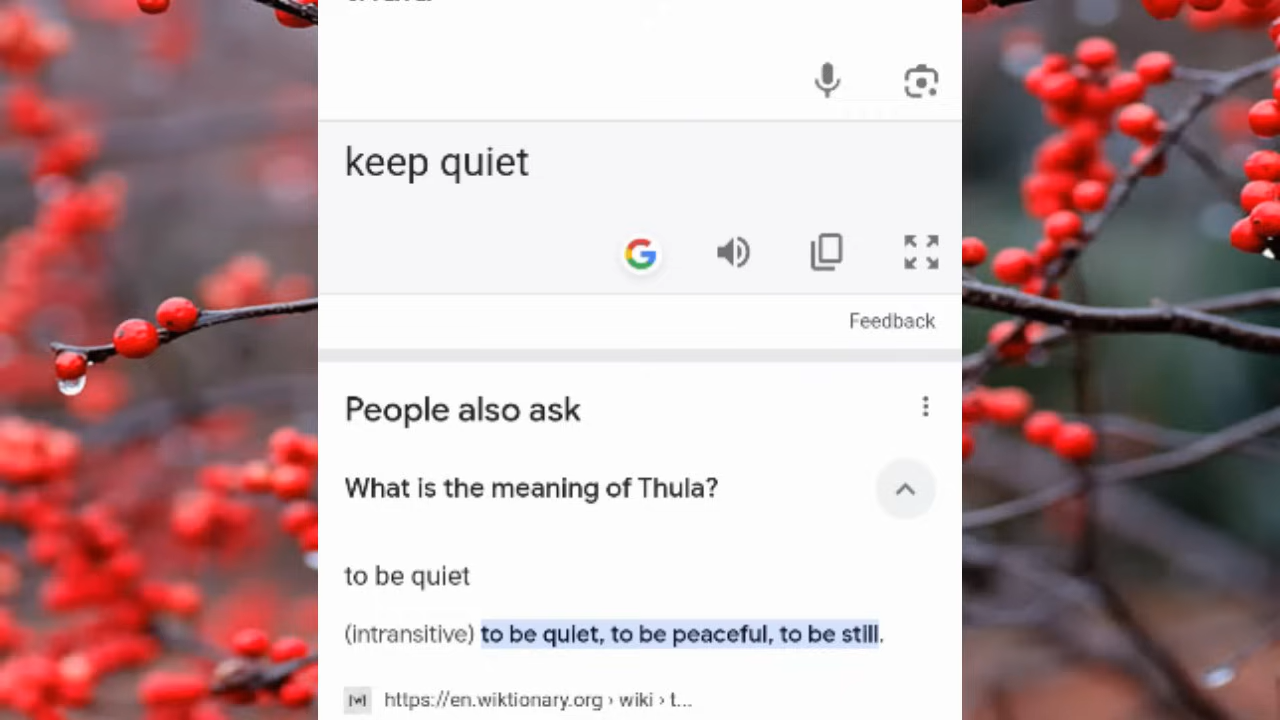 keep quiet
Feedback
People also ask
What is the meaning of Thula?
to be quiet
(intransitive) to be quiet, to be peaceful, to be still.
https://en.wiktionary.org › wiki › t...